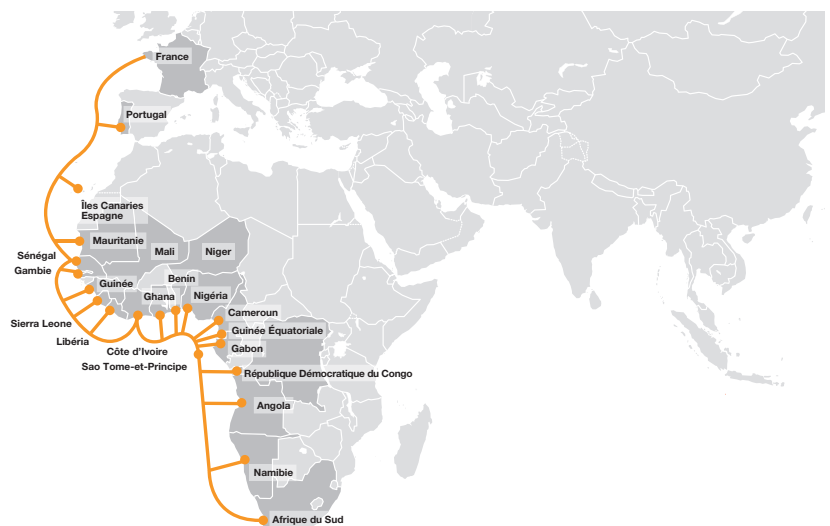 France
Portugal
Îles Canaries
Espagne
Mauritanie
Mali
Niger
Sénégal
Gambie
Guinée
Benin
Ghana
Nigéria
Sierra Leone
Libéria
Cameroun
Guinée Équatoriale
Côte d'Ivoire
Gabon
Sao Tome-et-Principe
République Démocratique du Congo
Angola
Namibie
Afrique du Sud